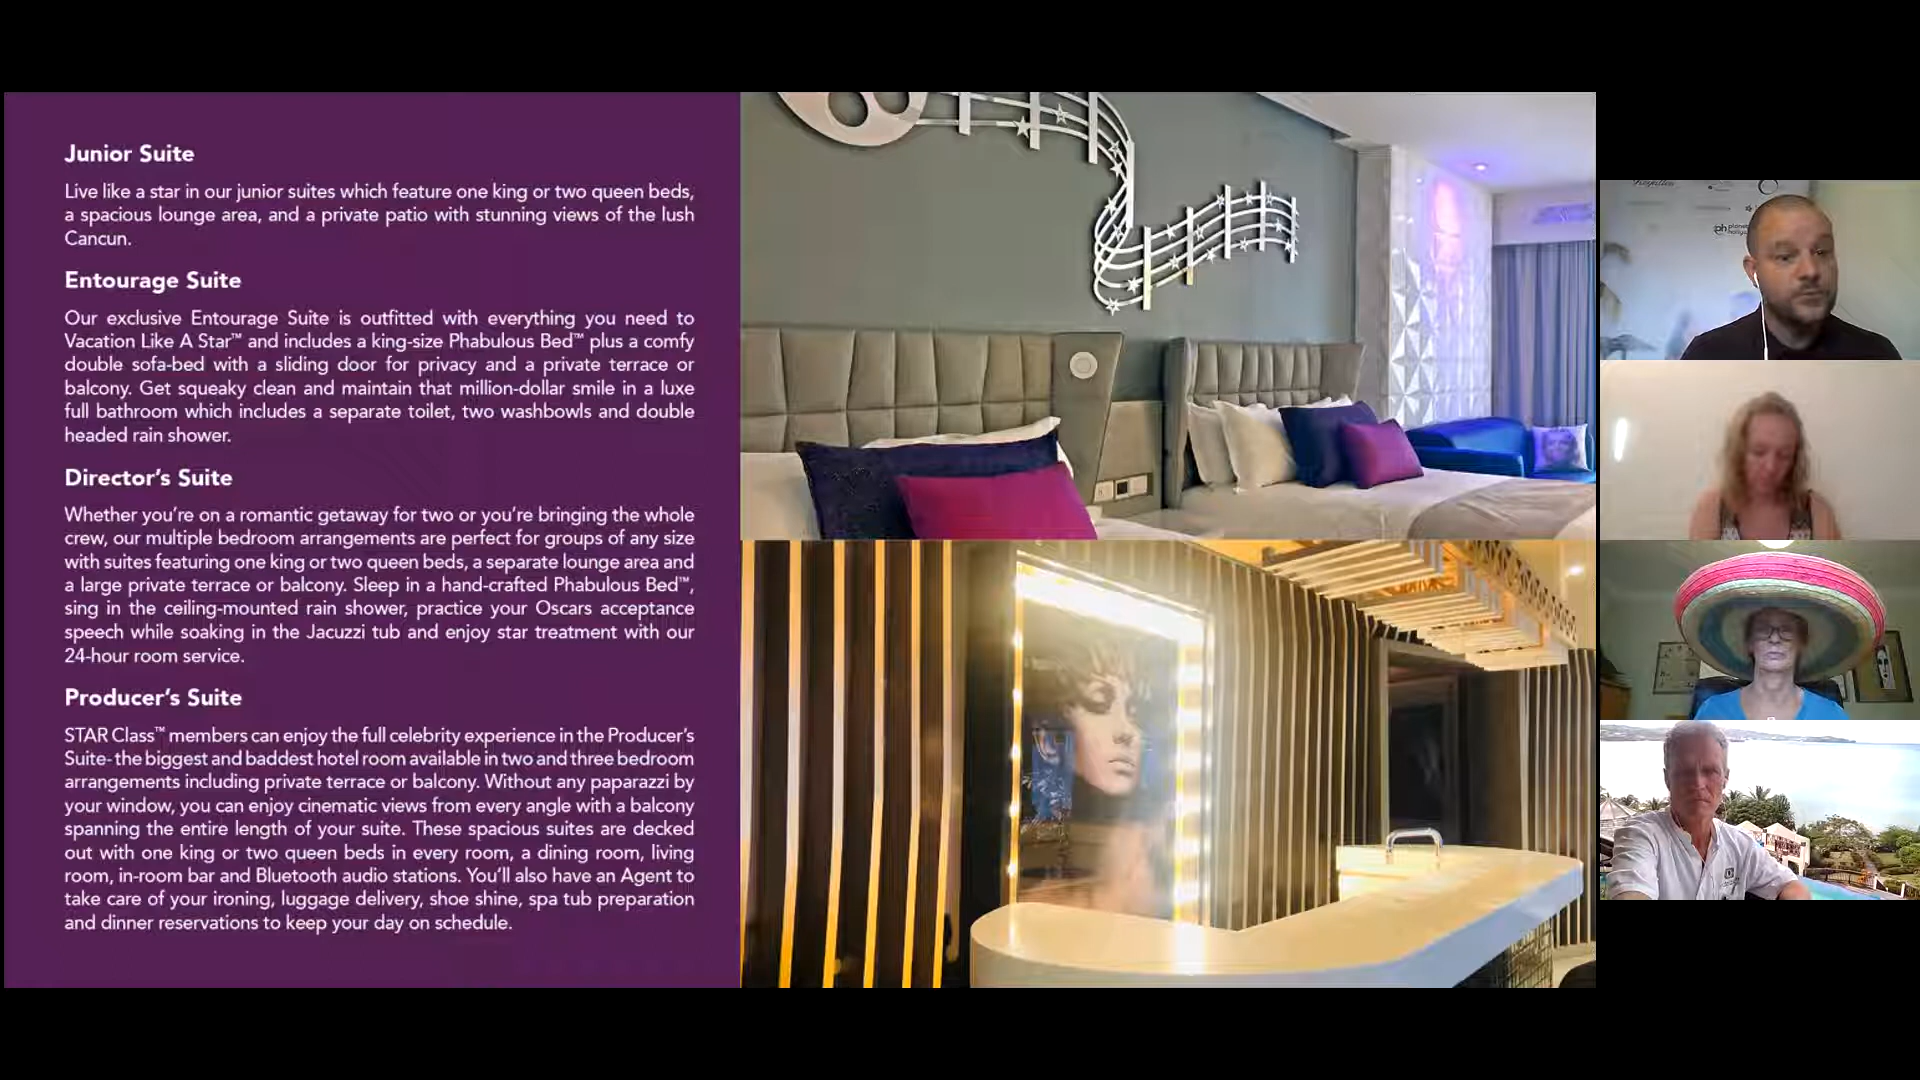 Junior Suite
Live like a star in our junior suites which feature one king or two queen beds,
a spacious lounge area, and a private patio with stunning views of the lush
Cancun.
Entourage Suite
Our exclusive Entourage Suite is outfitted with everything you need to
Vacation Like A Star™ and includes a king-size Phabulous Bed™ plus a comfy
double sofa-bed with a sliding door for privacy and a private terrace or
balcony. Get squeaky clean and maintain that million-dollar smile in a luxe
full bathroom which includes a separate toilet, two washbowls and double
headed rain shower.
Director’s Suite
Whether you’re on a romantic getaway for two or you’re bringing the whole
crew, our multiple bedroom arrangements are perfect for groups of any size
with suites featuring one king or two queen beds, a separate lounge area and
a large private terrace or balcony. Sleep in a hand-crafted Phabulous Bed™,
sing in the ceiling-mounted rain shower, practice your Oscars acceptance
speech while soaking in the Jacuzzi tub and enjoy star treatment with our
24-hour room service.
Producer’s Suite
STAR Class™ members can enjoy the full celebrity experience in the Producer’s
Suite- the biggest and baddest hotel room available in two and three bedroom
arrangements including private terrace or balcony. Without any paparazzi by
your window, you can enjoy cinematic views from every angle with a balcony
spanning the entire length of your suite. These spacious suites are decked
out with one king or two queen beds in every room, a dining room, living
room, in-room bar and Bluetooth audio stations. You’ll also have an Agent to
take care of your ironing, luggage delivery, shoe shine, spa tub preparation
and dinner reservations to keep your day on schedule.
ph